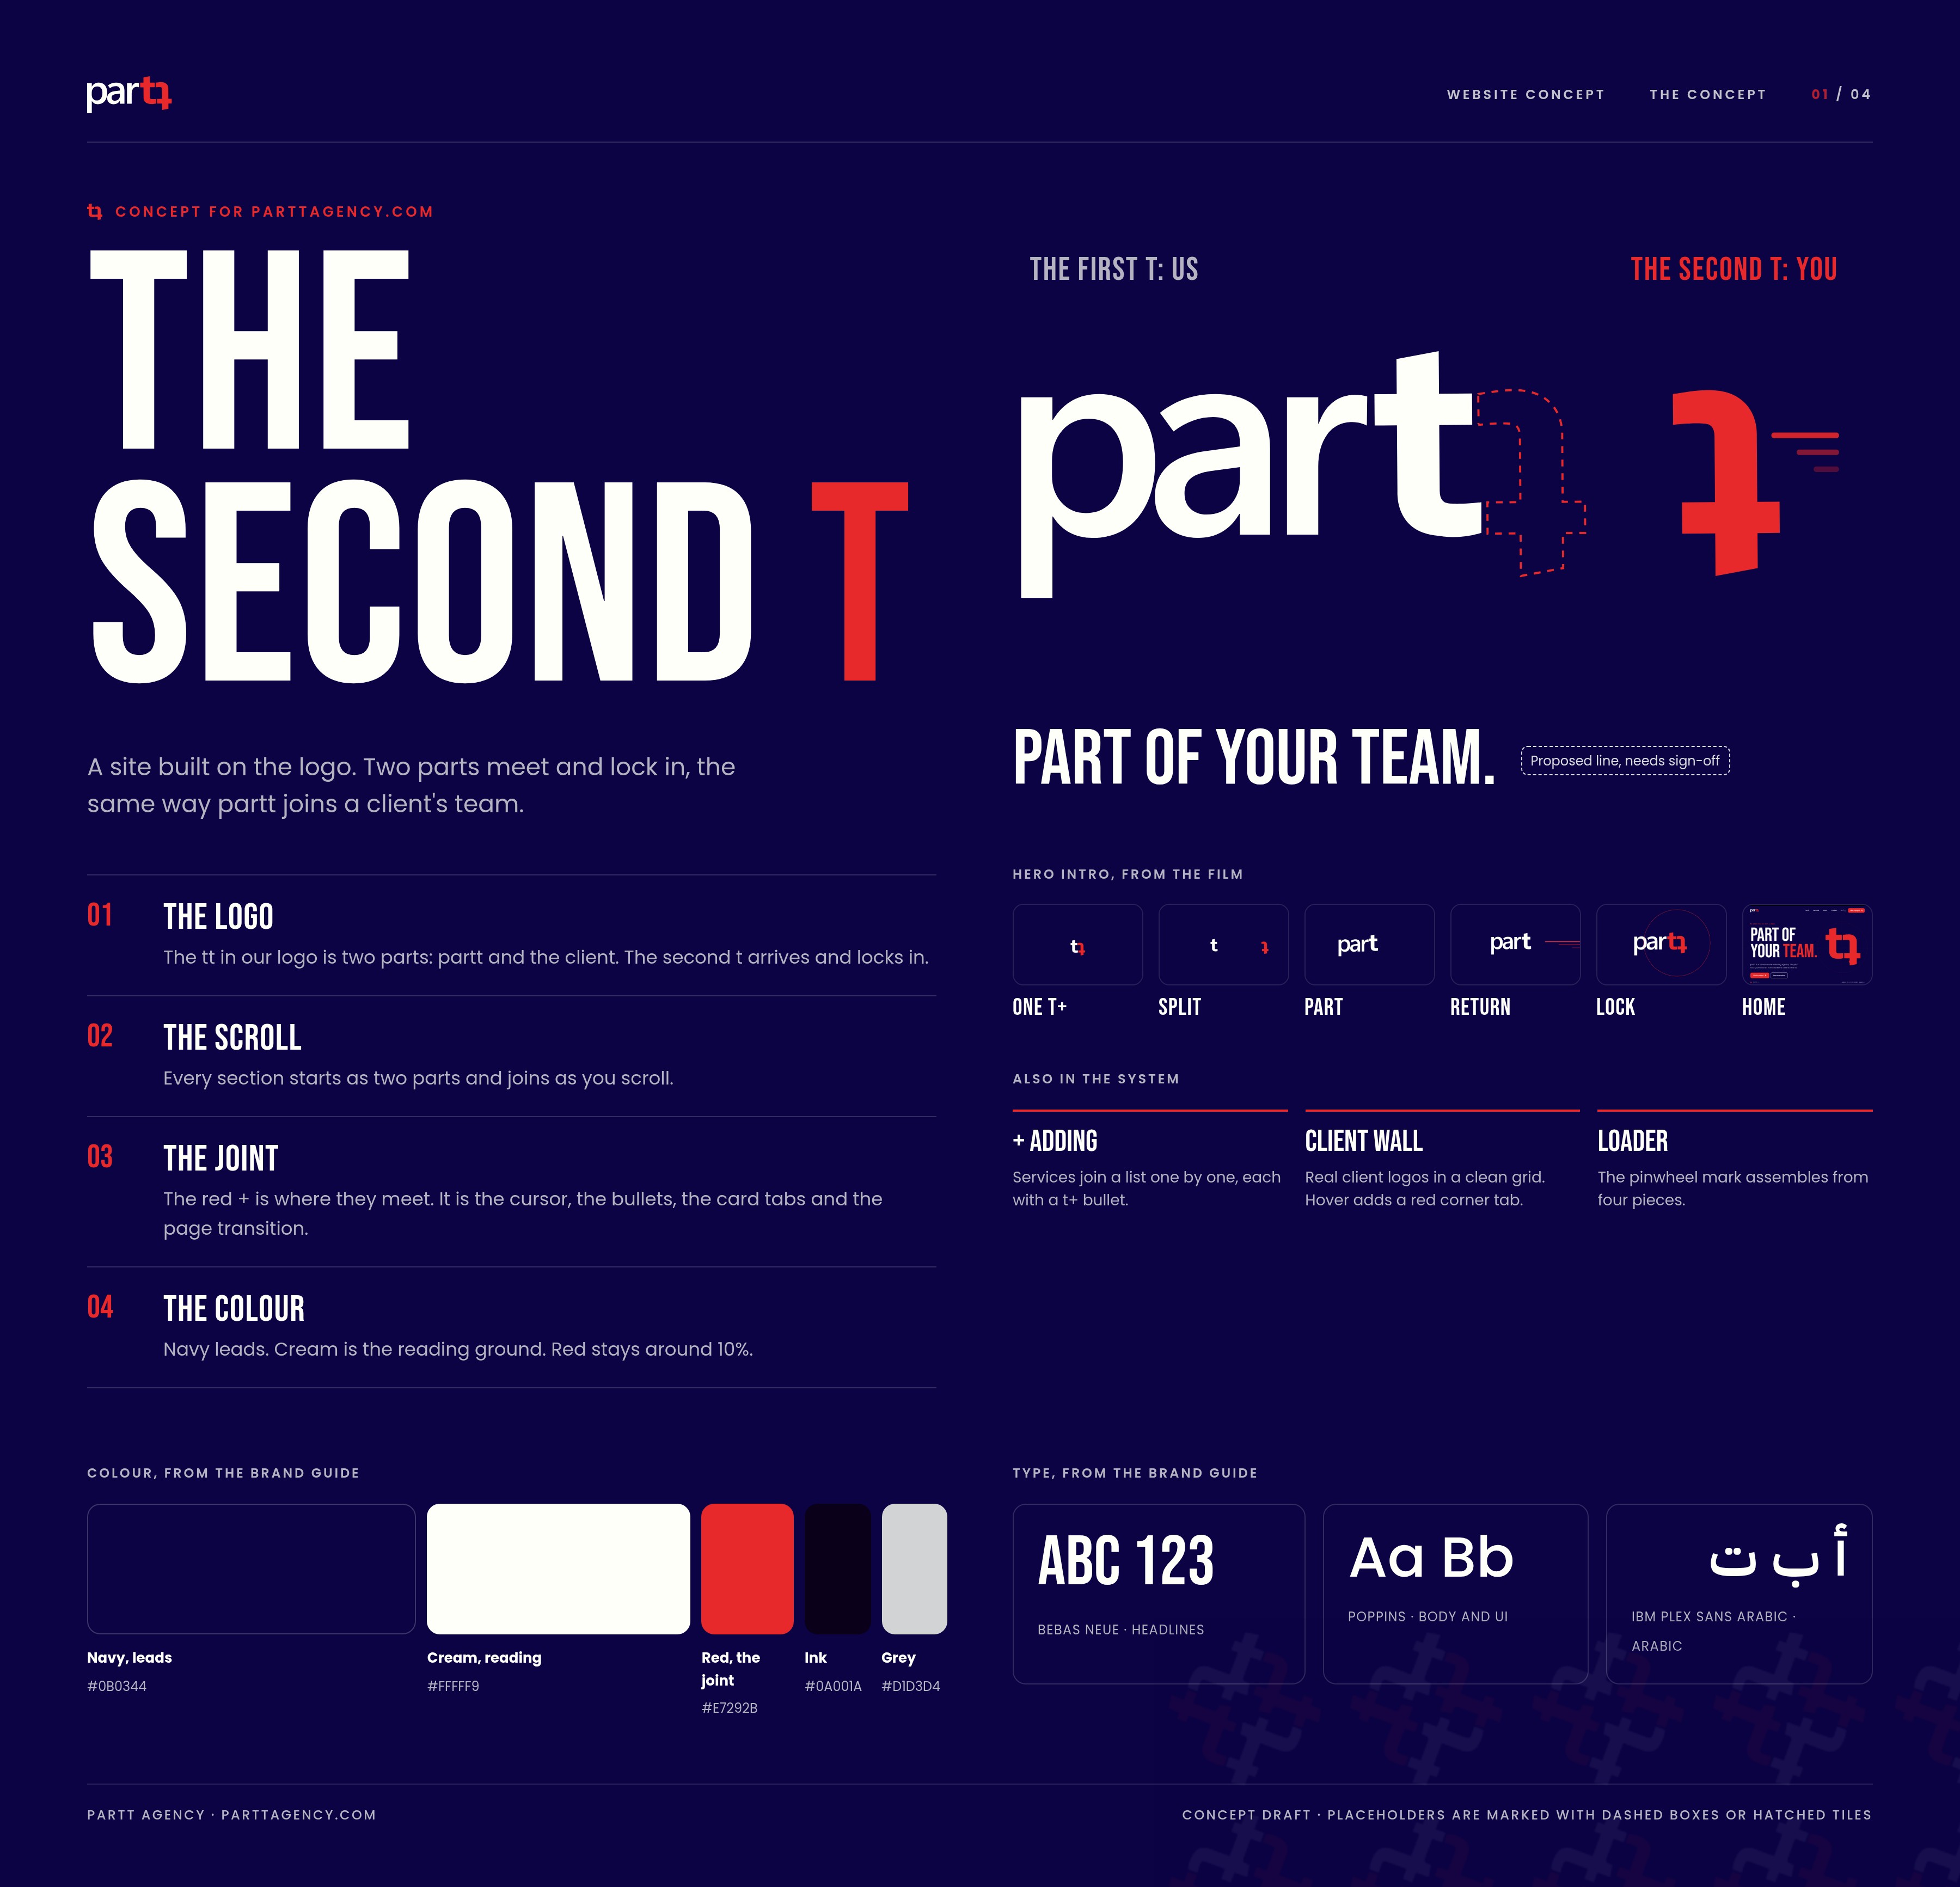 partt
WEBSITE CONCEPT
THE CONCEPT
01 / 04
CONCEPT FOR PARTTAGENCY.COM
THE
SECOND T
A site built on the logo. Two parts meet and lock in, the
same way partt joins a client's team.
01
THE LOGO
The tt in our logo is two parts: partt and the client. The second t arrives and locks in.
02
THE SCROLL
Every section starts as two parts and joins as you scroll.
03
THE JOINT
The red + is where they meet. It is the cursor, the bullets, the card tabs and the
page transition.
04
THE COLOUR
Navy leads. Cream is the reading ground. Red stays around 10%.
THE FIRST T: US
THE SECOND T: YOU
part t t
PART OF YOUR TEAM.
Proposed line, needs sign-off
HERO INTRO, FROM THE FILM
tt
t t
part
part
partt
PART OF
YOUR TEAM.
tt
ONE T+
SPLIT
PART
RETURN
LOCK
HOME
ALSO IN THE SYSTEM
+ ADDING
Services join a list one by one, each
with a t+ bullet.
CLIENT WALL
Real client logos in a clean grid.
Hover adds a red corner tab.
LOADER
The pinwheel mark assembles from
four pieces.
COLOUR, FROM THE BRAND GUIDE
Navy, leads
#0B0344
Cream, reading
#FFFFF9
Red, the
joint
#E7292B
Ink
#0A001A
Grey
#D1D3D4
TYPE, FROM THE BRAND GUIDE
ABC 123
BEBAS NEUE · HEADLINES
Aa Bb
POPPINS · BODY AND UI
أ ب ت
IBM PLEX SANS ARABIC ·
ARABIC
PARTT AGENCY · PARTTAGENCY.COM
CONCEPT DRAFT · PLACEHOLDERS ARE MARKED WITH DASHED BOXES OR HATCHED TILES